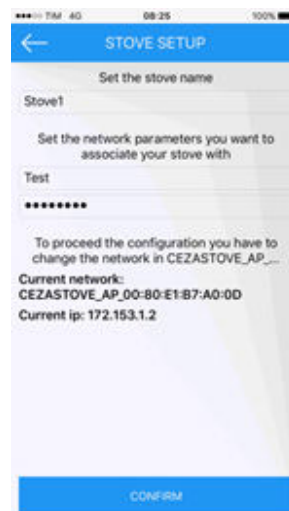 TIM 4G 08:25 100%
STOVE SETUP
Set the stove name
Stove1
Set the network parameters you want to
associate your stove with
Test
••••••••
To proceed the configuration you have to
change the network in CEZASTOVE_AP_...
Current network:
CEZASTOVE_AP_00:80:E1:B7:A0:0D
Current ip: 172.153.1.2
CONFIRM